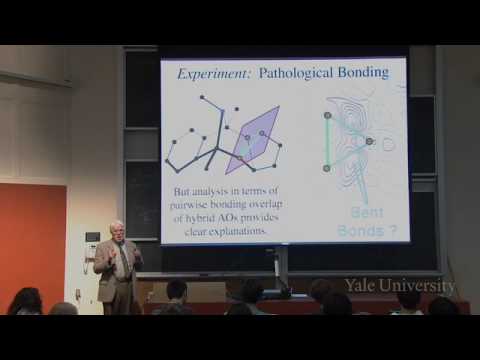 Experiment: Pathological Bonding
But analysis in terms of
pairwise bonding overlap
of hybrid AOs provides
clear explanations.
Bent
Bonds ?
Yale University